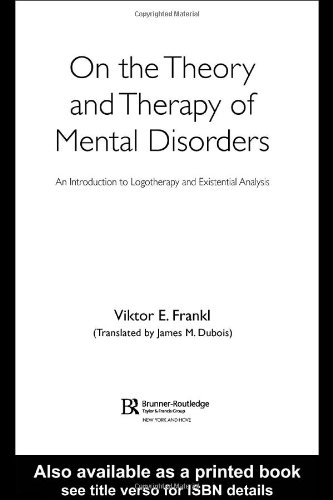 On the Theory
and Therapy of
Mental Disorders
An Introduction to Logotherapy and Existential Analysis
Viktor E. Frankl
(Translated by James M. Dubois)
BR Brunner-Routledge
Taylor & Francis Group
NEW YORK AND HOVE
Also available as a printed book
see title verso for ISBN details